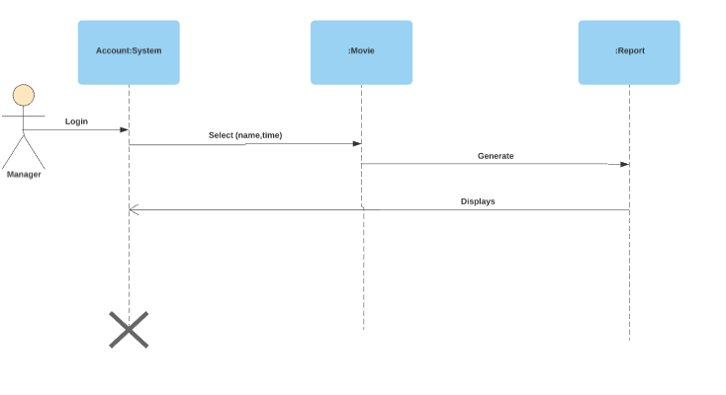 Account:System
:Movie
:Report
Login
Select (name,time)
Generate
Manager
Displays